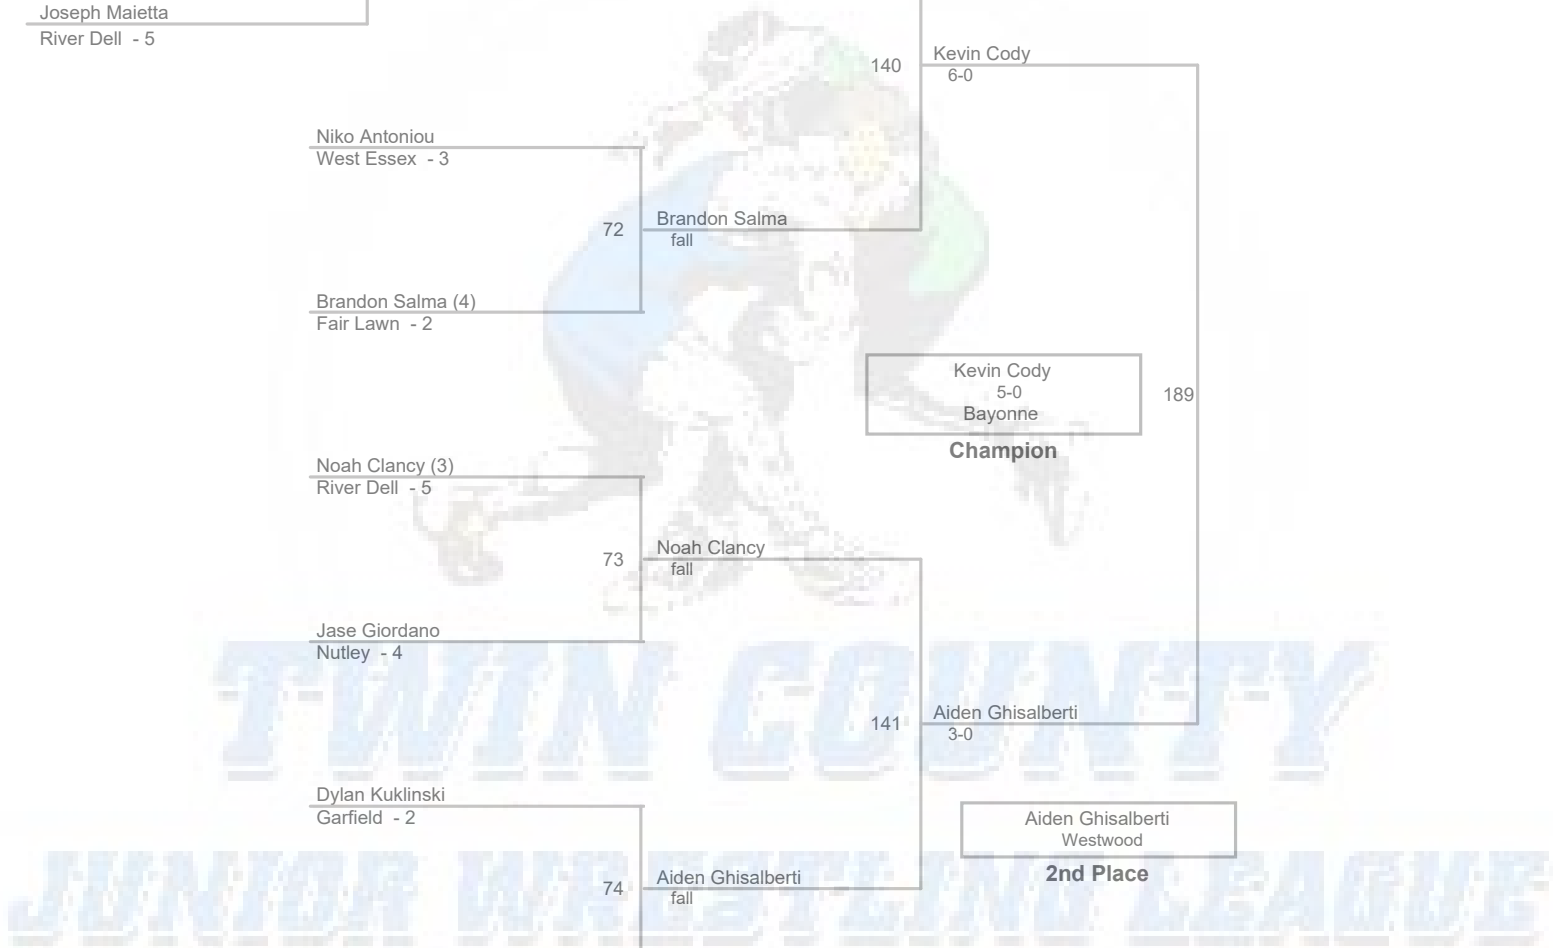 Joseph Maietta
River Dell - 5
140
Kevin Cody
6-0
Niko Antoniou
West Essex - 3
72
Brandon Salma
fall
Brandon Salma (4)
Fair Lawn - 2
Kevin Cody
5-0
Bayonne
189
Champion
Noah Clancy (3)
River Dell - 5
73
Noah Clancy
fall
Jase Giordano
Nutley - 4
TWIN COUNTY
141
Aiden Ghisalberti
3-0
Dylan Kuklinski
Garfield - 2
Aiden Ghisalberti
Westwood
2nd Place
74
Aiden Ghisalberti
fall
JUNIOR WRESTLING LEAGUE